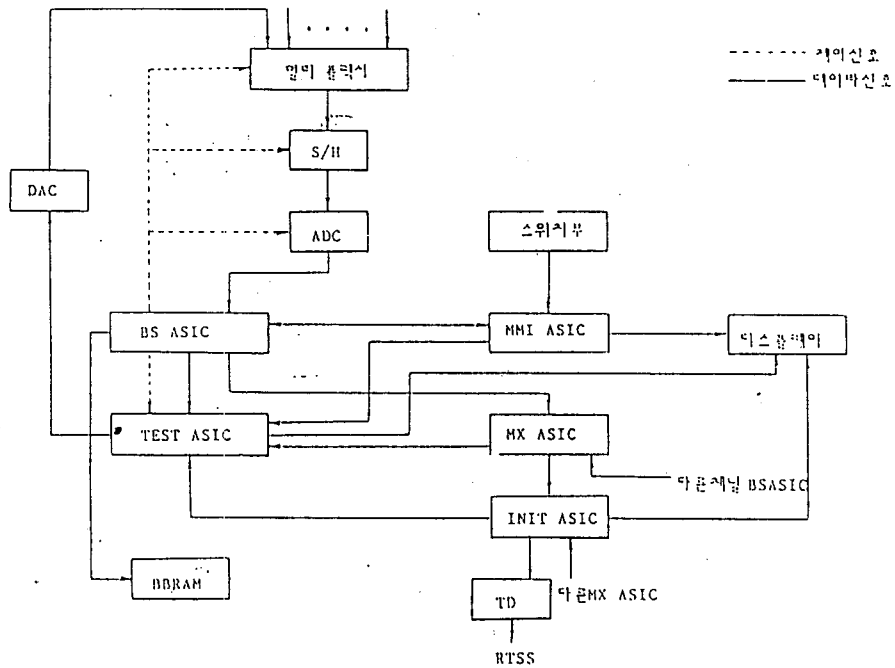 멀티 플렉서
제어신호
데이타신호
S/H
DAC
ADC
스위치부
BS ASIC
MMI ASIC
디스플레이
TEST ASIC
MX ASIC
다른채널 BSASIC
INIT ASIC
BBRAM
TD
다른MX ASIC
RTSS